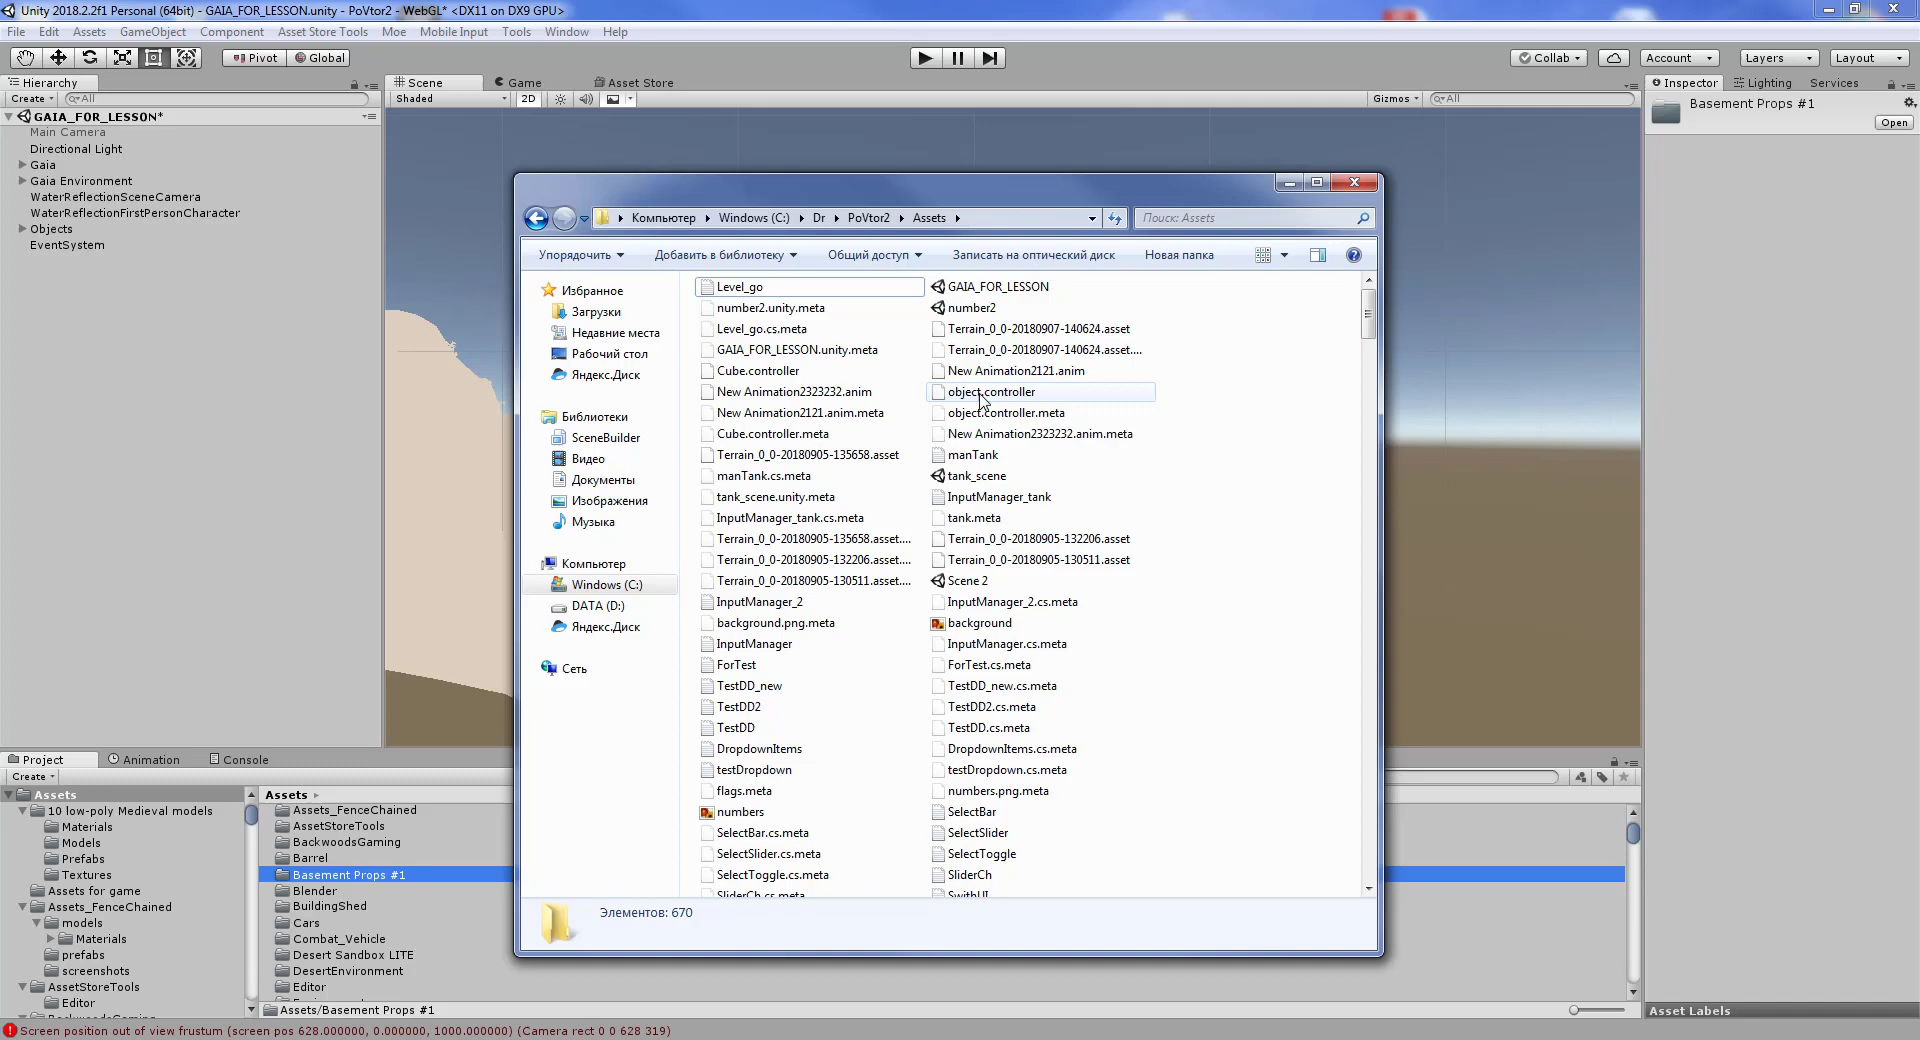 Unity 2018.2.2f1 Personal (64bit) - GAIA_FOR_LESSON.unity - PoVtor2 - WebGL* <DX11 on DX9 GPU>
File Edit Assets GameObject Component Asset Store Tools Moe Mobile Input Tools Window Help
Pivot Global Collab Account Layers Layout
Hierarchy Scene Game Asset Store Inspector Lighting Services
Create All Shaded 2D Gizmos All
GAIA_FOR_LESSON*
Main Camera
Directional Light
Gaia
Gaia Environment
WaterReflectionSceneCamera
WaterReflectionFirstPersonCharacter
Objects
EventSystem
Basement Props #1
Open
Компьютер Windows (C:) Dr PoVtor2 Assets Поиск: Assets
Упорядочить Добавить в библиотеку Общий доступ Записать на оптический диск Новая папка
Избранное
Загрузки
Недавние места
Рабочий стол
Яндекс.Диск
Библиотеки
SceneBuilder
Видео
Документы
Изображения
Музыка
Компьютер
Windows (C:)
DATA (D:)
Яндекс.Диск
Сеть
Level_go GAIA_FOR_LESSON
number2.unity.meta number2
Level_go.cs.meta Terrain_0_0-20180907-140624.asset
GAIA_FOR_LESSON.unity.meta Terrain_0_0-20180907-140624.asset....
Cube.controller New Animation2121.anim
New Animation2323232.anim object.controller
New Animation2121.anim.meta object.controller.meta
Cube.controller.meta New Animation2323232.anim.meta
Terrain_0_0-20180905-135658.asset manTank
manTank.cs.meta tank_scene
tank_scene.unity.meta InputManager_tank
InputManager_tank.cs.meta tank.meta
Terrain_0_0-20180905-135658.asset.... Terrain_0_0-20180905-132206.asset
Terrain_0_0-20180905-132206.asset.... Terrain_0_0-20180905-130511.asset
Terrain_0_0-20180905-130511.asset.... Scene 2
InputManager_2 InputManager_2.cs.meta
background.png.meta background
InputManager InputManager.cs.meta
ForTest ForTest.cs.meta
TestDD_new TestDD_new.cs.meta
TestDD2 TestDD2.cs.meta
TestDD TestDD.cs.meta
DropdownItems DropdownItems.cs.meta
testDropdown testDropdown.cs.meta
flags.meta numbers.png.meta
numbers SelectBar
SelectBar.cs.meta SelectSlider
SelectSlider.cs.meta SelectToggle
SelectToggle.cs.meta SliderCh
SliderCh.cs.meta SwithUI
Элементов: 670
Project Animation Console
Create
Assets
10 low-poly Medieval models
Materials
Models
Prefabs
Textures
Assets for game
Assets_FenceChained
models
Materials
prefabs
screenshots
AssetStoreTools
Editor
BackwoodsGaming
Assets
Assets_FenceChained
AssetStoreTools
BackwoodsGaming
Barrel
Basement Props #1
Blender
BuildingShed
Cars
Combat_Vehicle
Desert Sandbox LITE
DesertEnvironment
Editor
Assets/Basement Props #1
Asset Labels
Screen position out of view frustum (screen pos 628.000000, 0.000000, 1000.000000) (Camera rect 0 0 628 319)